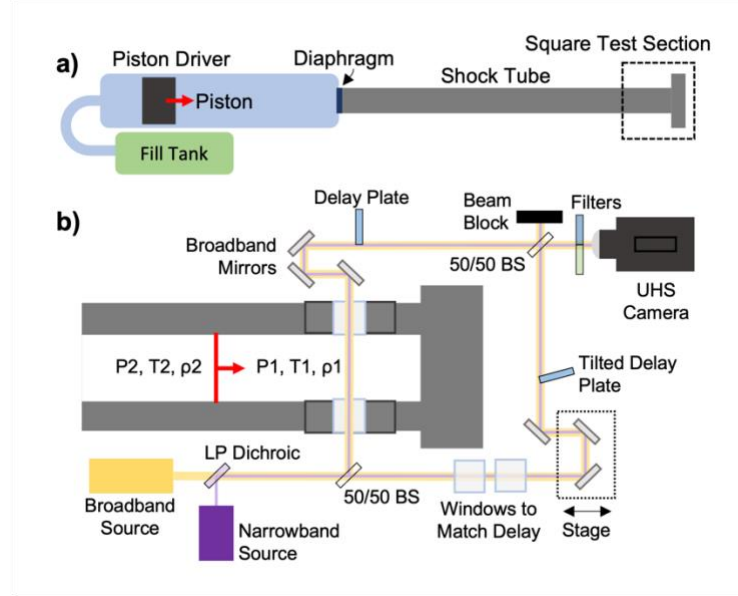 a)
Piston Driver
Diaphragm
Square Test Section
Shock Tube
Piston
Fill Tank
b)
Delay Plate
Beam
Block
Filters
Broadband
Mirrors
50/50 BS
UHS
Camera
P2, T2, ρ2
P1, T1, ρ1
Tilted Delay
Plate
LP Dichroic
50/50 BS
Broadband
Source
Narrowband
Source
Windows to
Match Delay
Stage